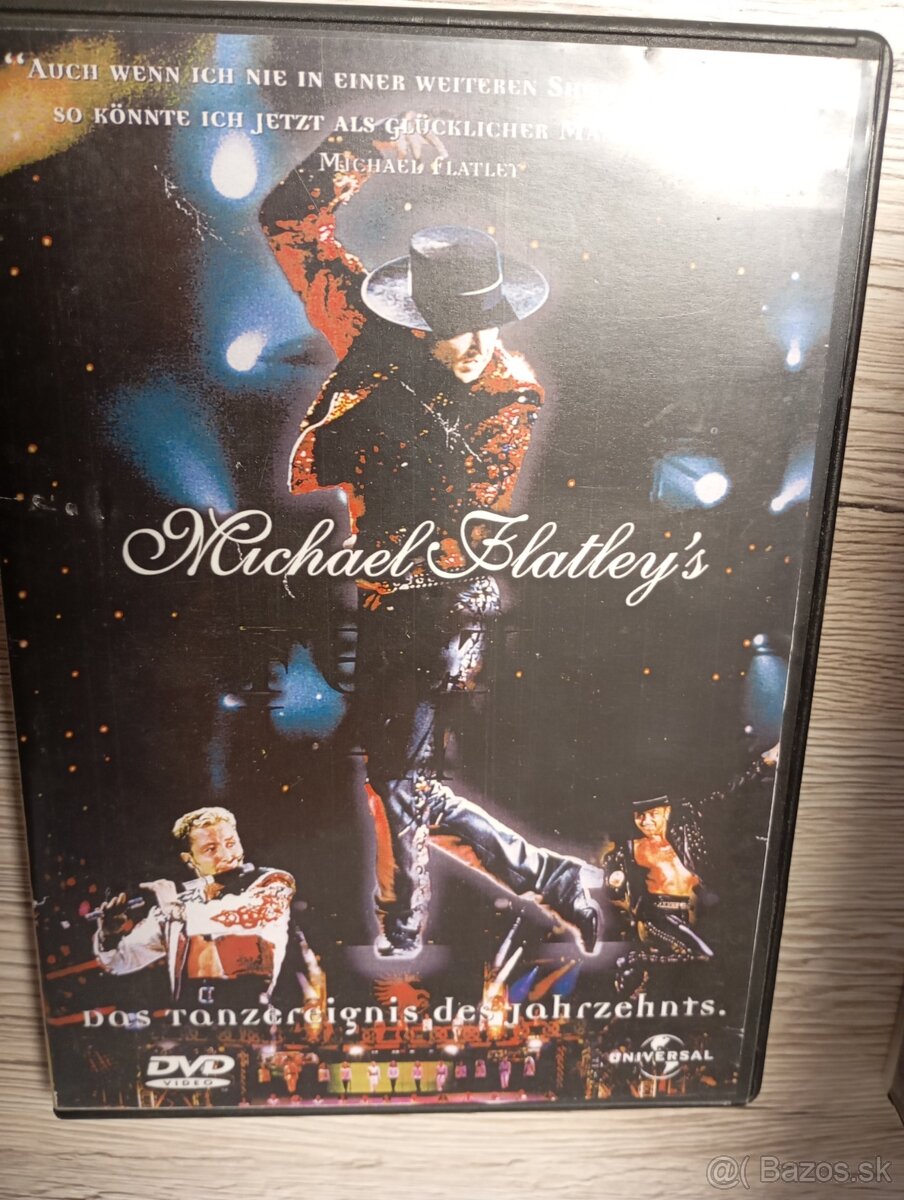 “Auch wenn ich nie in einer weiteren
so könnte ich jetzt als glücklicher
Michael Flatley
Michael Flatley's
Das Tanzereignis des Jahrzehnts.
DVD
VIDEO
UNIVERSAL
@( Bazos.sk